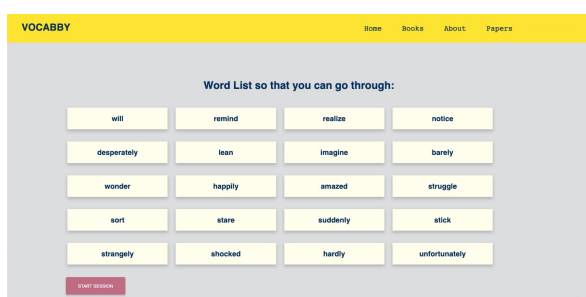 VOCABBY Home Books About Papers
Word List so that you can go through:
will remind realize notice
desperately lean imagine barely
wonder happily amazed struggle
sort stare suddenly stick
strangely shocked hardly unfortunately
START SESSION